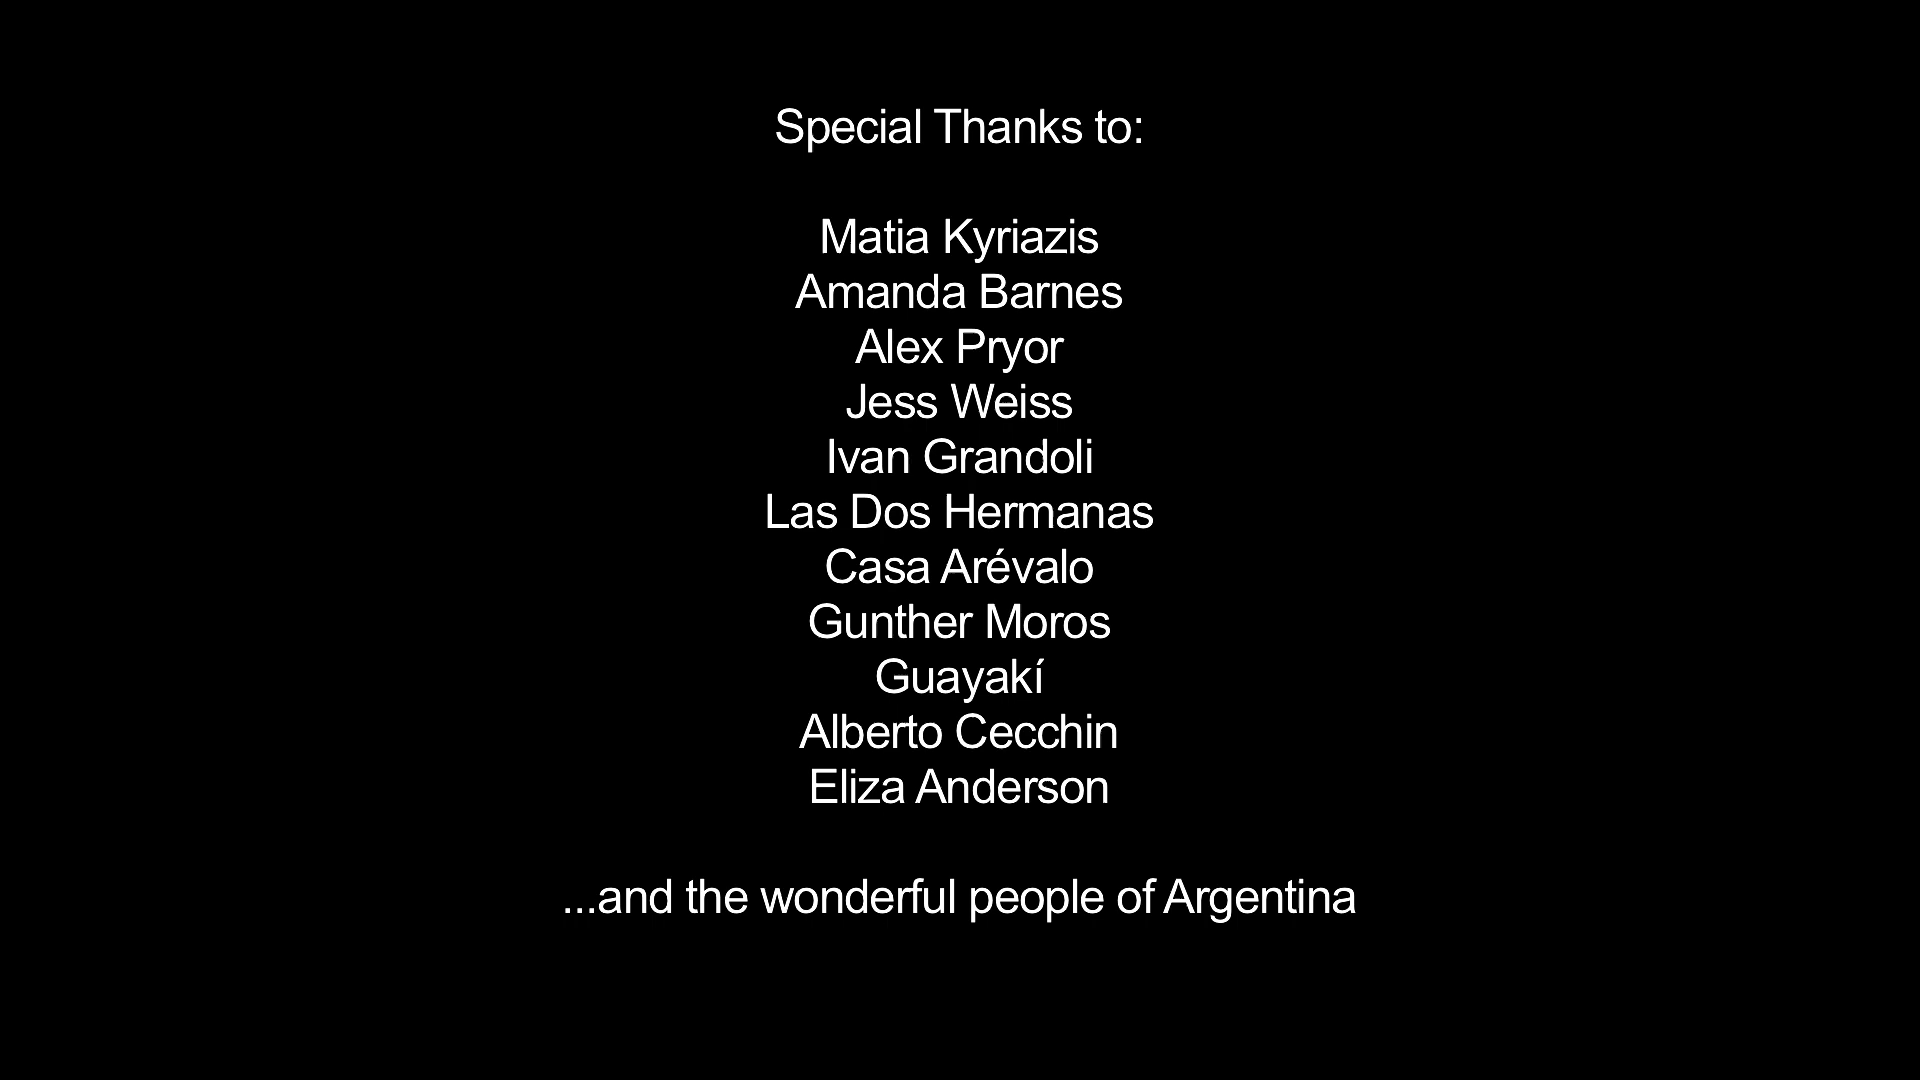 Special Thanks to:
Matia Kyriazis
Amanda Barnes
Alex Pryor
Jess Weiss
Ivan Grandoli
Las Dos Hermanas
Casa Arévalo
Gunther Moros
Guayakí
Alberto Cecchin
Eliza Anderson
...and the wonderful people of Argentina